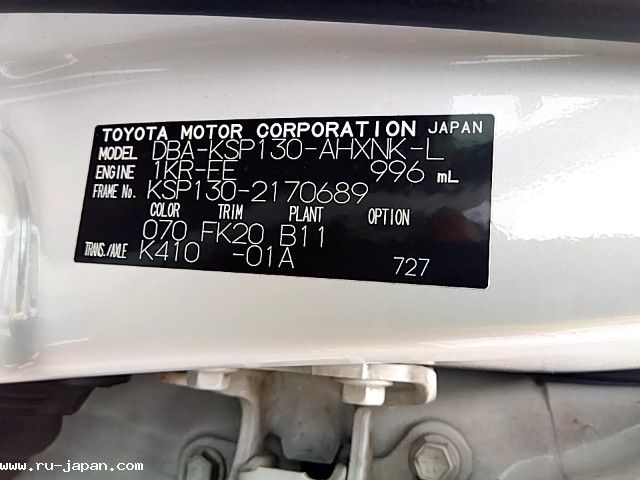 TOYOTA MOTOR CORPORATION JAPAN
MODEL DBA-KSP130-AHXNK-L
ENGINE 1KR-FE 996 mL
FRAME No. KSP130-2170689
COLOR TRIM PLANT OPTION
070 FK20 B11
TRANS./AXLE K410 -01A
727
www.ru-japan.com